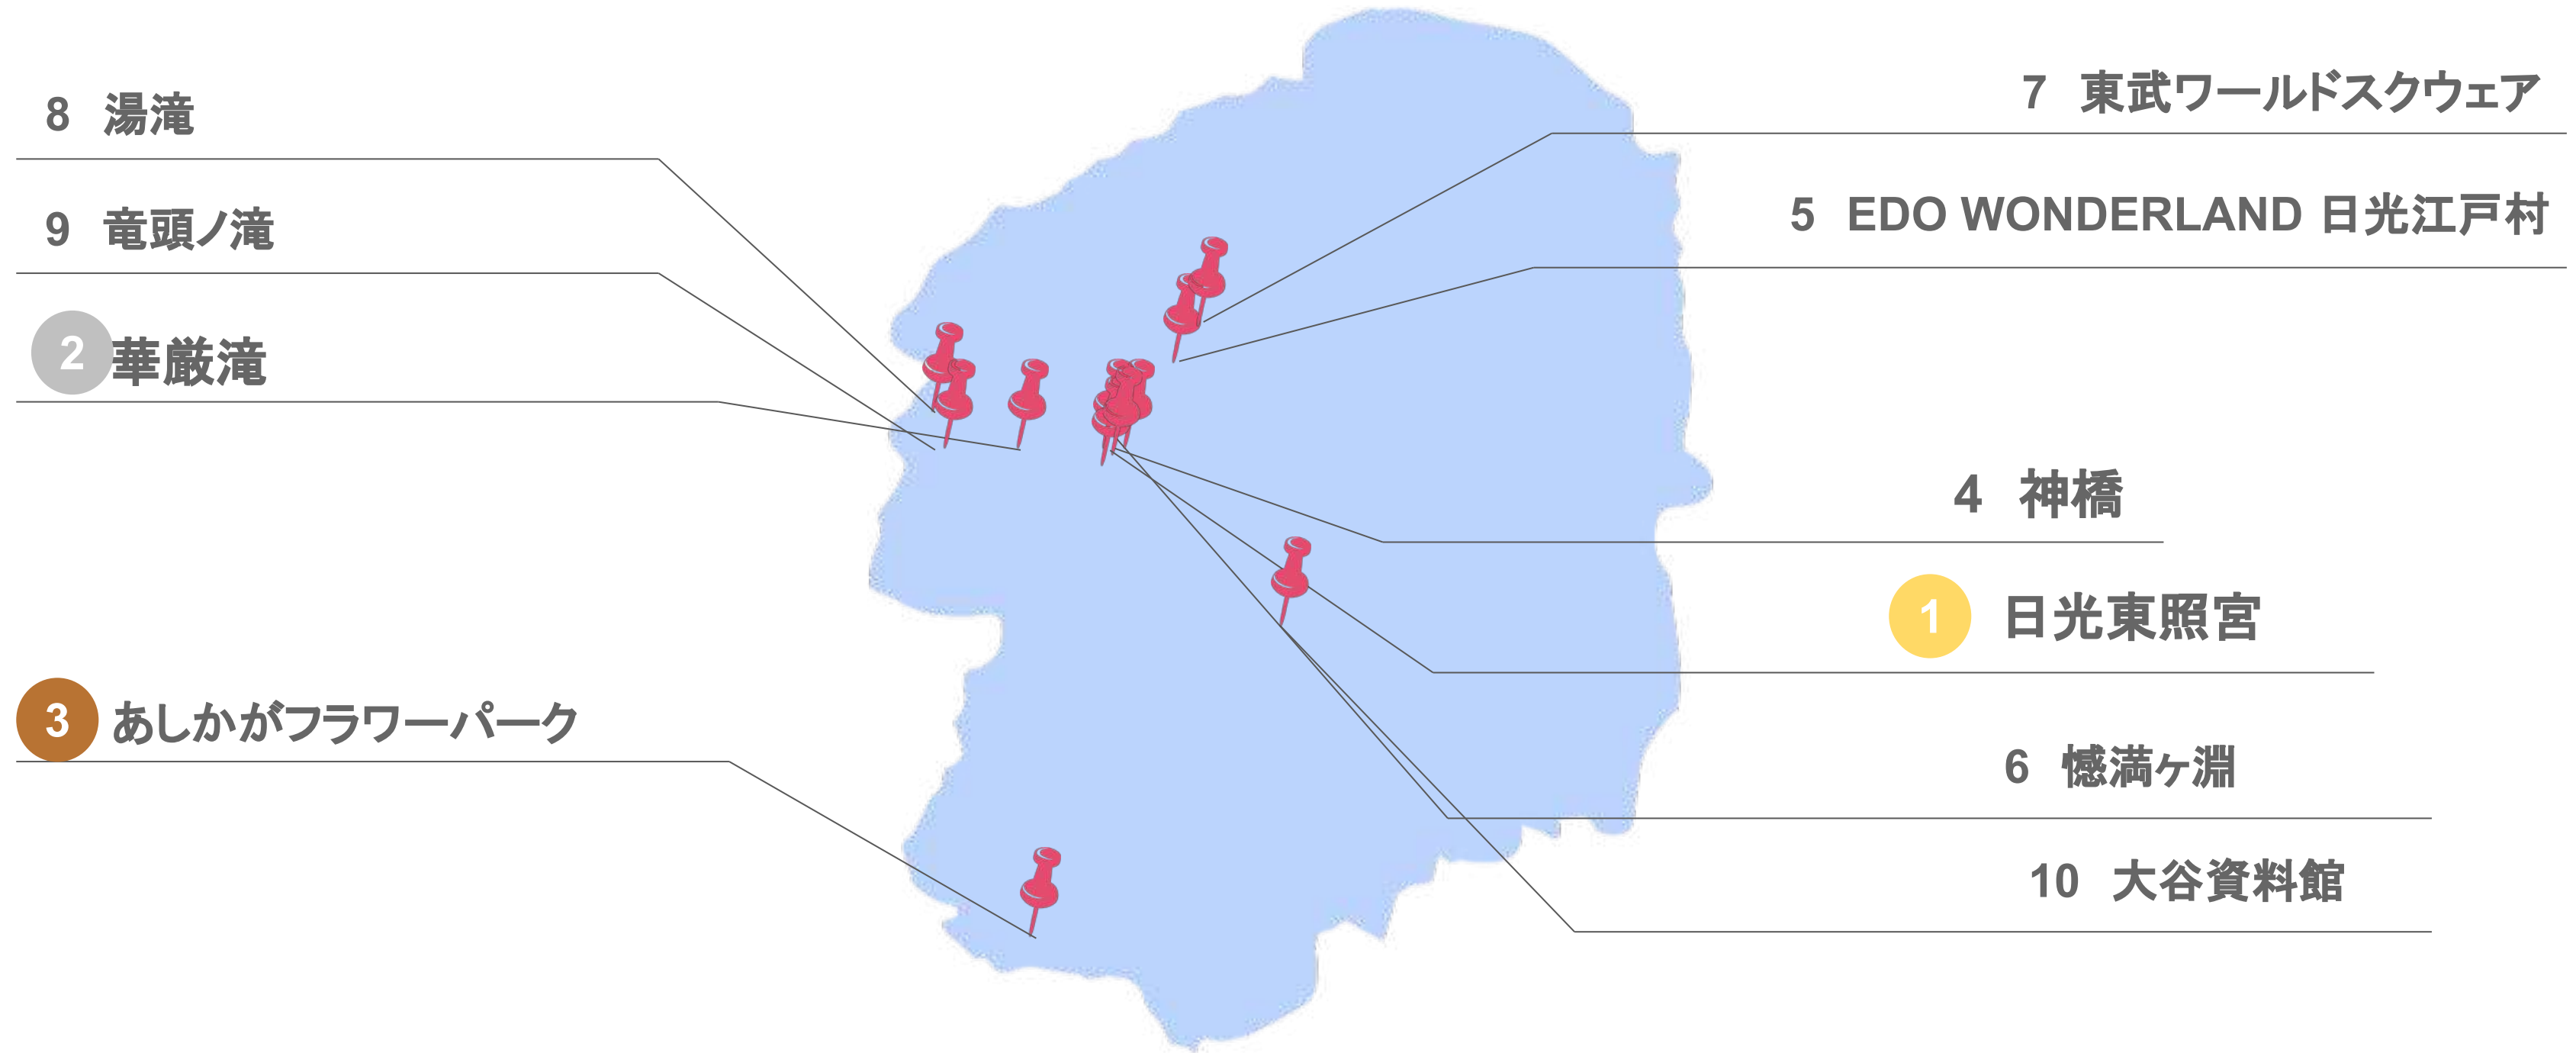 8 湯滝
9 竜頭ノ滝
2 華厳滝
3 あしかがフラワーパーク
7 東武ワールドスクウェア
5 EDO WONDERLAND 日光江戸村
4 神橋
1 日光東照宮
6 憾満ヶ淵
10 大谷資料館